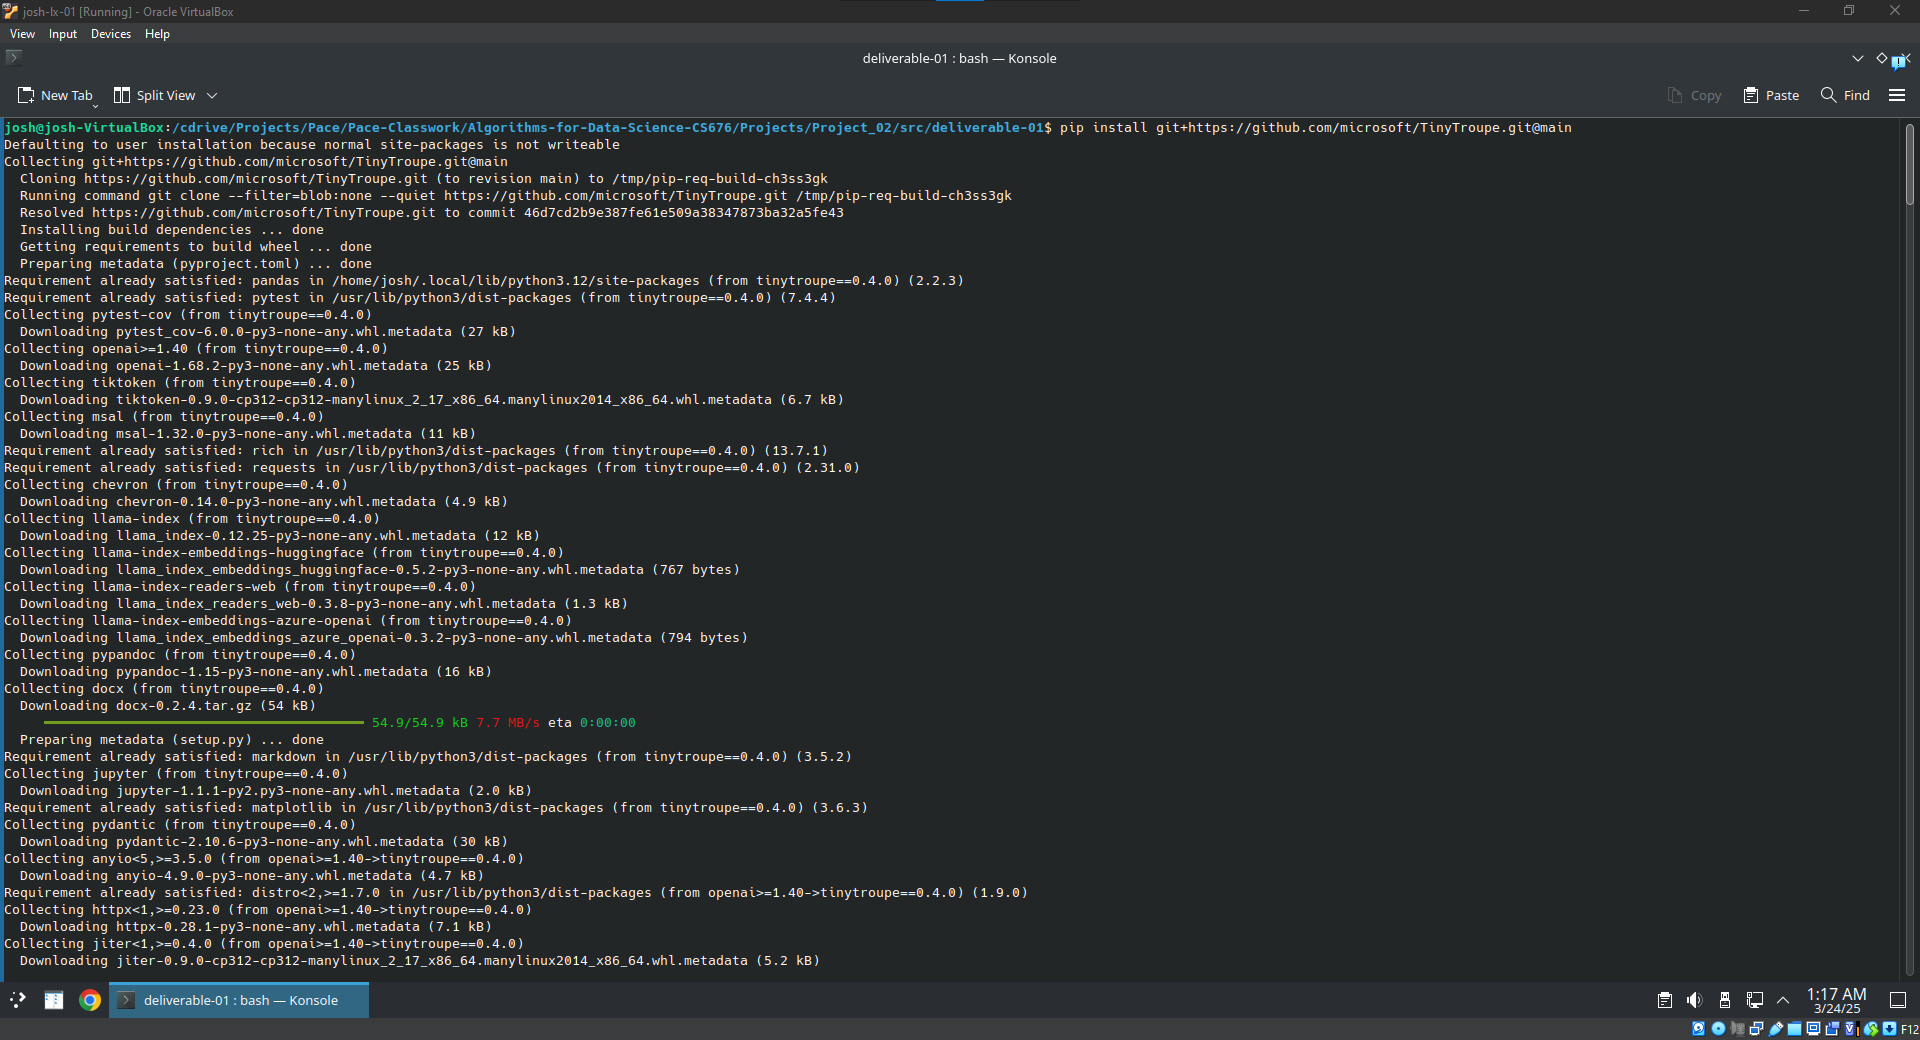 josh-lx-01 [Running] - Oracle VirtualBox
View Input Devices Help
deliverable-01 : bash — Konsole
New Tab Split View Copy Paste Find
josh@josh-VirtualBox:/cdrive/Projects/Pace/Pace-Classwork/Algorithms-for-Data-Science-CS676/Projects/Project_02/src/deliverable-01$ pip install git+https://github.com/microsoft/TinyTroupe.git@main
Defaulting to user installation because normal site-packages is not writeable
Collecting git+https://github.com/microsoft/TinyTroupe.git@main
  Cloning https://github.com/microsoft/TinyTroupe.git (to revision main) to /tmp/pip-req-build-ch3ss3gk
  Running command git clone --filter=blob:none --quiet https://github.com/microsoft/TinyTroupe.git /tmp/pip-req-build-ch3ss3gk
  Resolved https://github.com/microsoft/TinyTroupe.git to commit 46d7cd2b9e387fe61e509a38347873ba32a5fe43
  Installing build dependencies ... done
  Getting requirements to build wheel ... done
  Preparing metadata (pyproject.toml) ... done
Requirement already satisfied: pandas in /home/josh/.local/lib/python3.12/site-packages (from tinytroupe==0.4.0) (2.2.3)
Requirement already satisfied: pytest in /usr/lib/python3/dist-packages (from tinytroupe==0.4.0) (7.4.4)
Collecting pytest-cov (from tinytroupe==0.4.0)
  Downloading pytest_cov-6.0.0-py3-none-any.whl.metadata (27 kB)
Collecting openai>=1.40 (from tinytroupe==0.4.0)
  Downloading openai-1.68.2-py3-none-any.whl.metadata (25 kB)
Collecting tiktoken (from tinytroupe==0.4.0)
  Downloading tiktoken-0.9.0-cp312-cp312-manylinux_2_17_x86_64.manylinux2014_x86_64.whl.metadata (6.7 kB)
Collecting msal (from tinytroupe==0.4.0)
  Downloading msal-1.32.0-py3-none-any.whl.metadata (11 kB)
Requirement already satisfied: rich in /usr/lib/python3/dist-packages (from tinytroupe==0.4.0) (13.7.1)
Requirement already satisfied: requests in /usr/lib/python3/dist-packages (from tinytroupe==0.4.0) (2.31.0)
Collecting chevron (from tinytroupe==0.4.0)
  Downloading chevron-0.14.0-py3-none-any.whl.metadata (4.9 kB)
Collecting llama-index (from tinytroupe==0.4.0)
  Downloading llama_index-0.12.25-py3-none-any.whl.metadata (12 kB)
Collecting llama-index-embeddings-huggingface (from tinytroupe==0.4.0)
  Downloading llama_index_embeddings_huggingface-0.5.2-py3-none-any.whl.metadata (767 bytes)
Collecting llama-index-readers-web (from tinytroupe==0.4.0)
  Downloading llama_index_readers_web-0.3.8-py3-none-any.whl.metadata (1.3 kB)
Collecting llama-index-embeddings-azure-openai (from tinytroupe==0.4.0)
  Downloading llama_index_embeddings_azure_openai-0.3.2-py3-none-any.whl.metadata (794 bytes)
Collecting pypandoc (from tinytroupe==0.4.0)
  Downloading pypandoc-1.15-py3-none-any.whl.metadata (16 kB)
Collecting docx (from tinytroupe==0.4.0)
  Downloading docx-0.2.4.tar.gz (54 kB)
54.9/54.9 kB 7.7 MB/s eta 0:00:00
  Preparing metadata (setup.py) ... done
Requirement already satisfied: markdown in /usr/lib/python3/dist-packages (from tinytroupe==0.4.0) (3.5.2)
Collecting jupyter (from tinytroupe==0.4.0)
  Downloading jupyter-1.1.1-py2.py3-none-any.whl.metadata (2.0 kB)
Requirement already satisfied: matplotlib in /usr/lib/python3/dist-packages (from tinytroupe==0.4.0) (3.6.3)
Collecting pydantic (from tinytroupe==0.4.0)
  Downloading pydantic-2.10.6-py3-none-any.whl.metadata (30 kB)
Collecting anyio<5,>=3.5.0 (from openai>=1.40->tinytroupe==0.4.0)
  Downloading anyio-4.9.0-py3-none-any.whl.metadata (4.7 kB)
Requirement already satisfied: distro<2,>=1.7.0 in /usr/lib/python3/dist-packages (from openai>=1.40->tinytroupe==0.4.0) (1.9.0)
Collecting httpx<1,>=0.23.0 (from openai>=1.40->tinytroupe==0.4.0)
  Downloading httpx-0.28.1-py3-none-any.whl.metadata (7.1 kB)
Collecting jiter<1,>=0.4.0 (from openai>=1.40->tinytroupe==0.4.0)
  Downloading jiter-0.9.0-cp312-cp312-manylinux_2_17_x86_64.manylinux2014_x86_64.whl.metadata (5.2 kB)
deliverable-01 : bash — Konsole
1:17 AM
3/24/25
F12